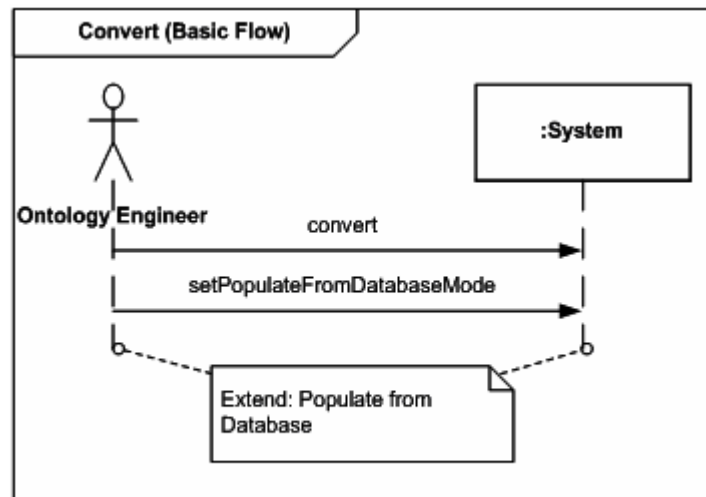 Convert (Basic Flow)
:System
Ontology Engineer
convert
setPopulateFromDatabaseMode
Extend: Populate from
Database